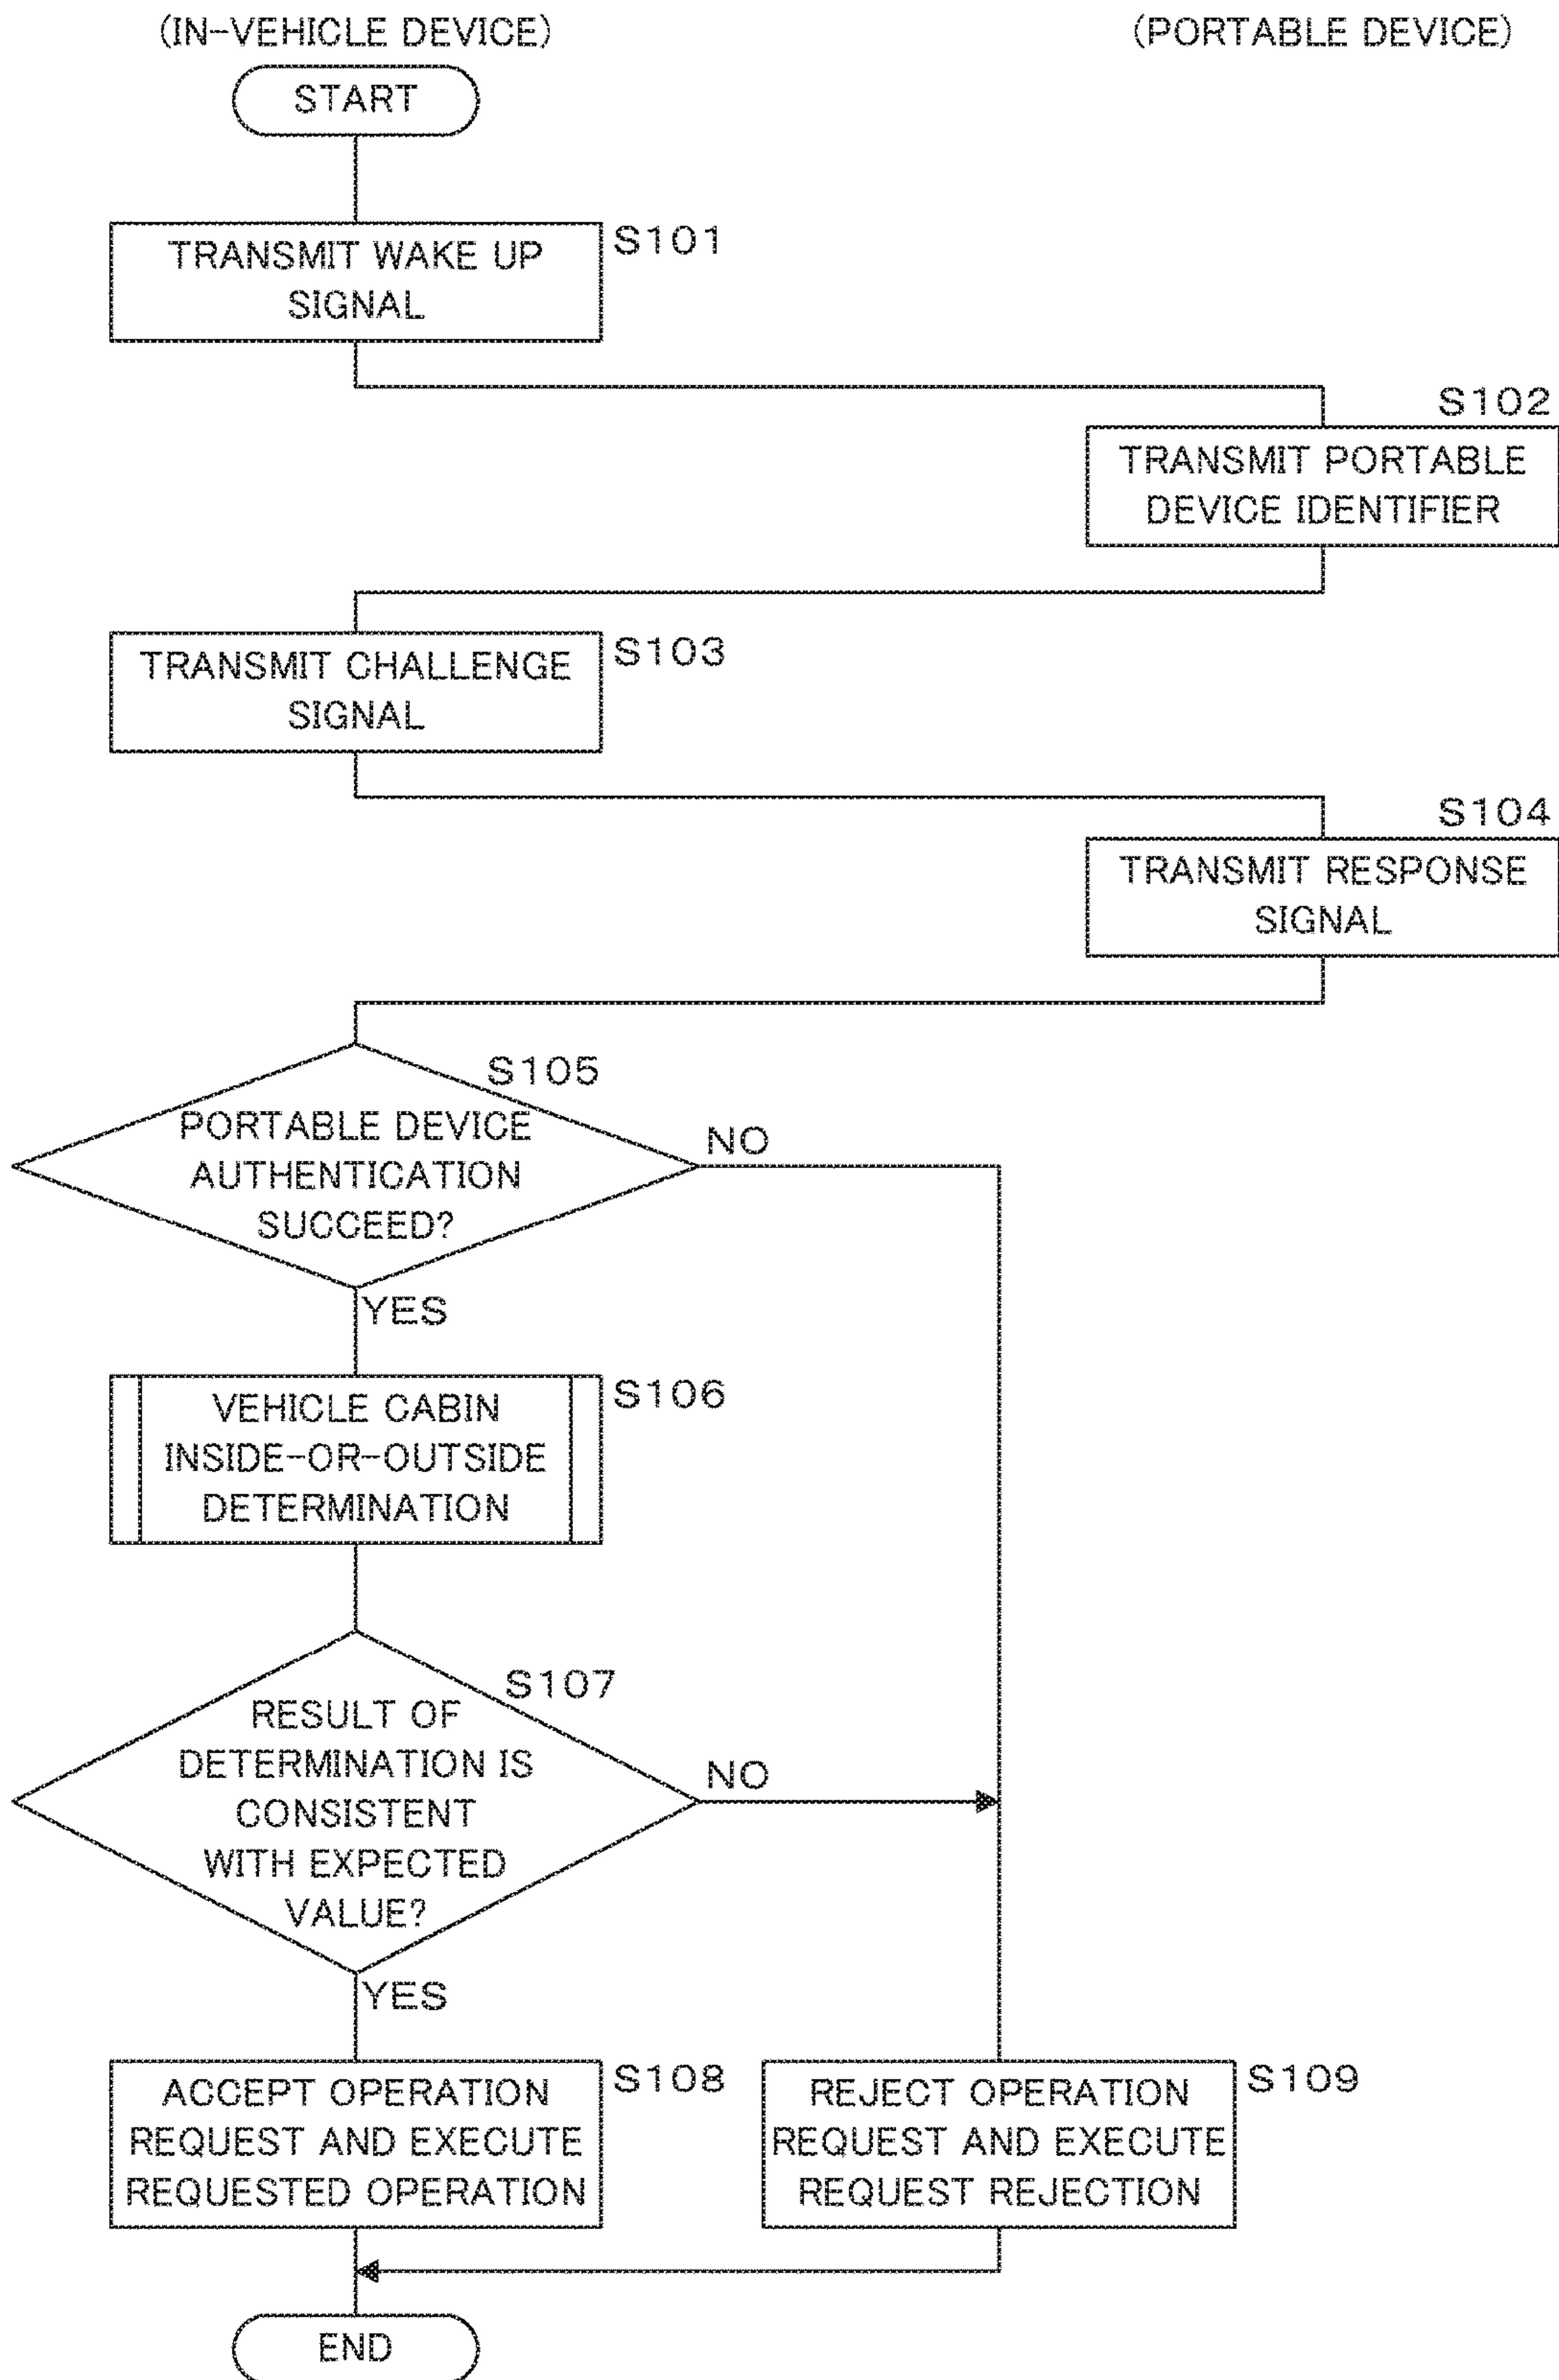 (IN-VEHICLE DEVICE)
(PORTABLE DEVICE)
START
TRANSMIT WAKE UP
SIGNAL
S101
S102
TRANSMIT PORTABLE
DEVICE IDENTIFIER
TRANSMIT CHALLENGE
SIGNAL
S103
S104
TRANSMIT RESPONSE
SIGNAL
S105
PORTABLE DEVICE
AUTHENTICATION
SUCCEED?
NO
YES
VEHICLE CABIN
INSIDE-OR-OUTSIDE
DETERMINATION
S106
S107
RESULT OF
DETERMINATION IS
CONSISTENT
WITH EXPECTED
VALUE?
NO
YES
ACCEPT OPERATION
REQUEST AND EXECUTE
REQUESTED OPERATION
S108
REJECT OPERATION
REQUEST AND EXECUTE
REQUEST REJECTION
S109
END